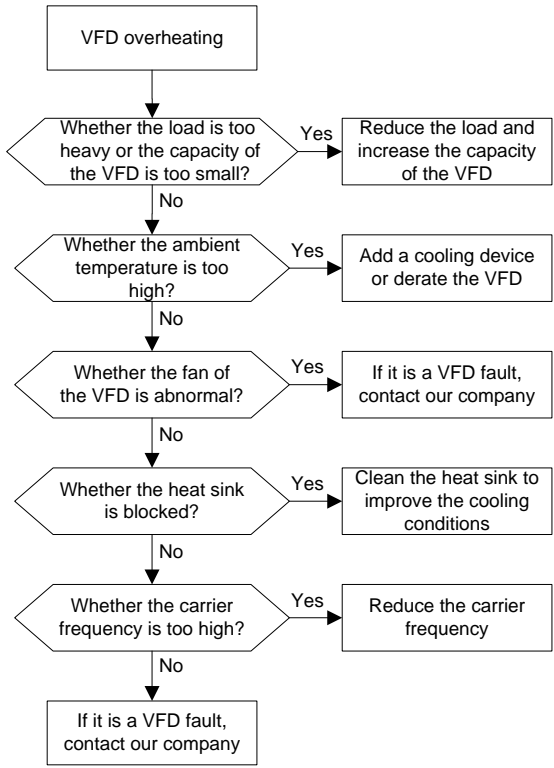 VFD overheating
Whether the load is too
heavy or the capacity of
the VFD is too small?
Yes
Reduce the load and
increase the capacity
of the VFD
No
Whether the ambient
temperature is too
high?
Yes
Add a cooling device
or derate the VFD
No
Whether the fan of
the VFD is abnormal?
Yes
If it is a VFD fault,
contact our company
No
Whether the heat sink
is blocked?
Yes
Clean the heat sink to
improve the cooling
conditions
No
Whether the carrier
frequency is too high?
Yes
Reduce the carrier
frequency
No
If it is a VFD fault,
contact our company